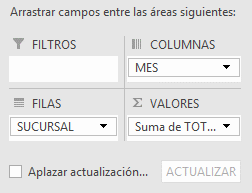 Arrastrar campos entre las áreas siguientes:
FILTROS
COLUMNAS
MES
FILAS
VALORES
SUCURSAL
Suma de TOT...
Aplazar actualización...
ACTUALIZAR